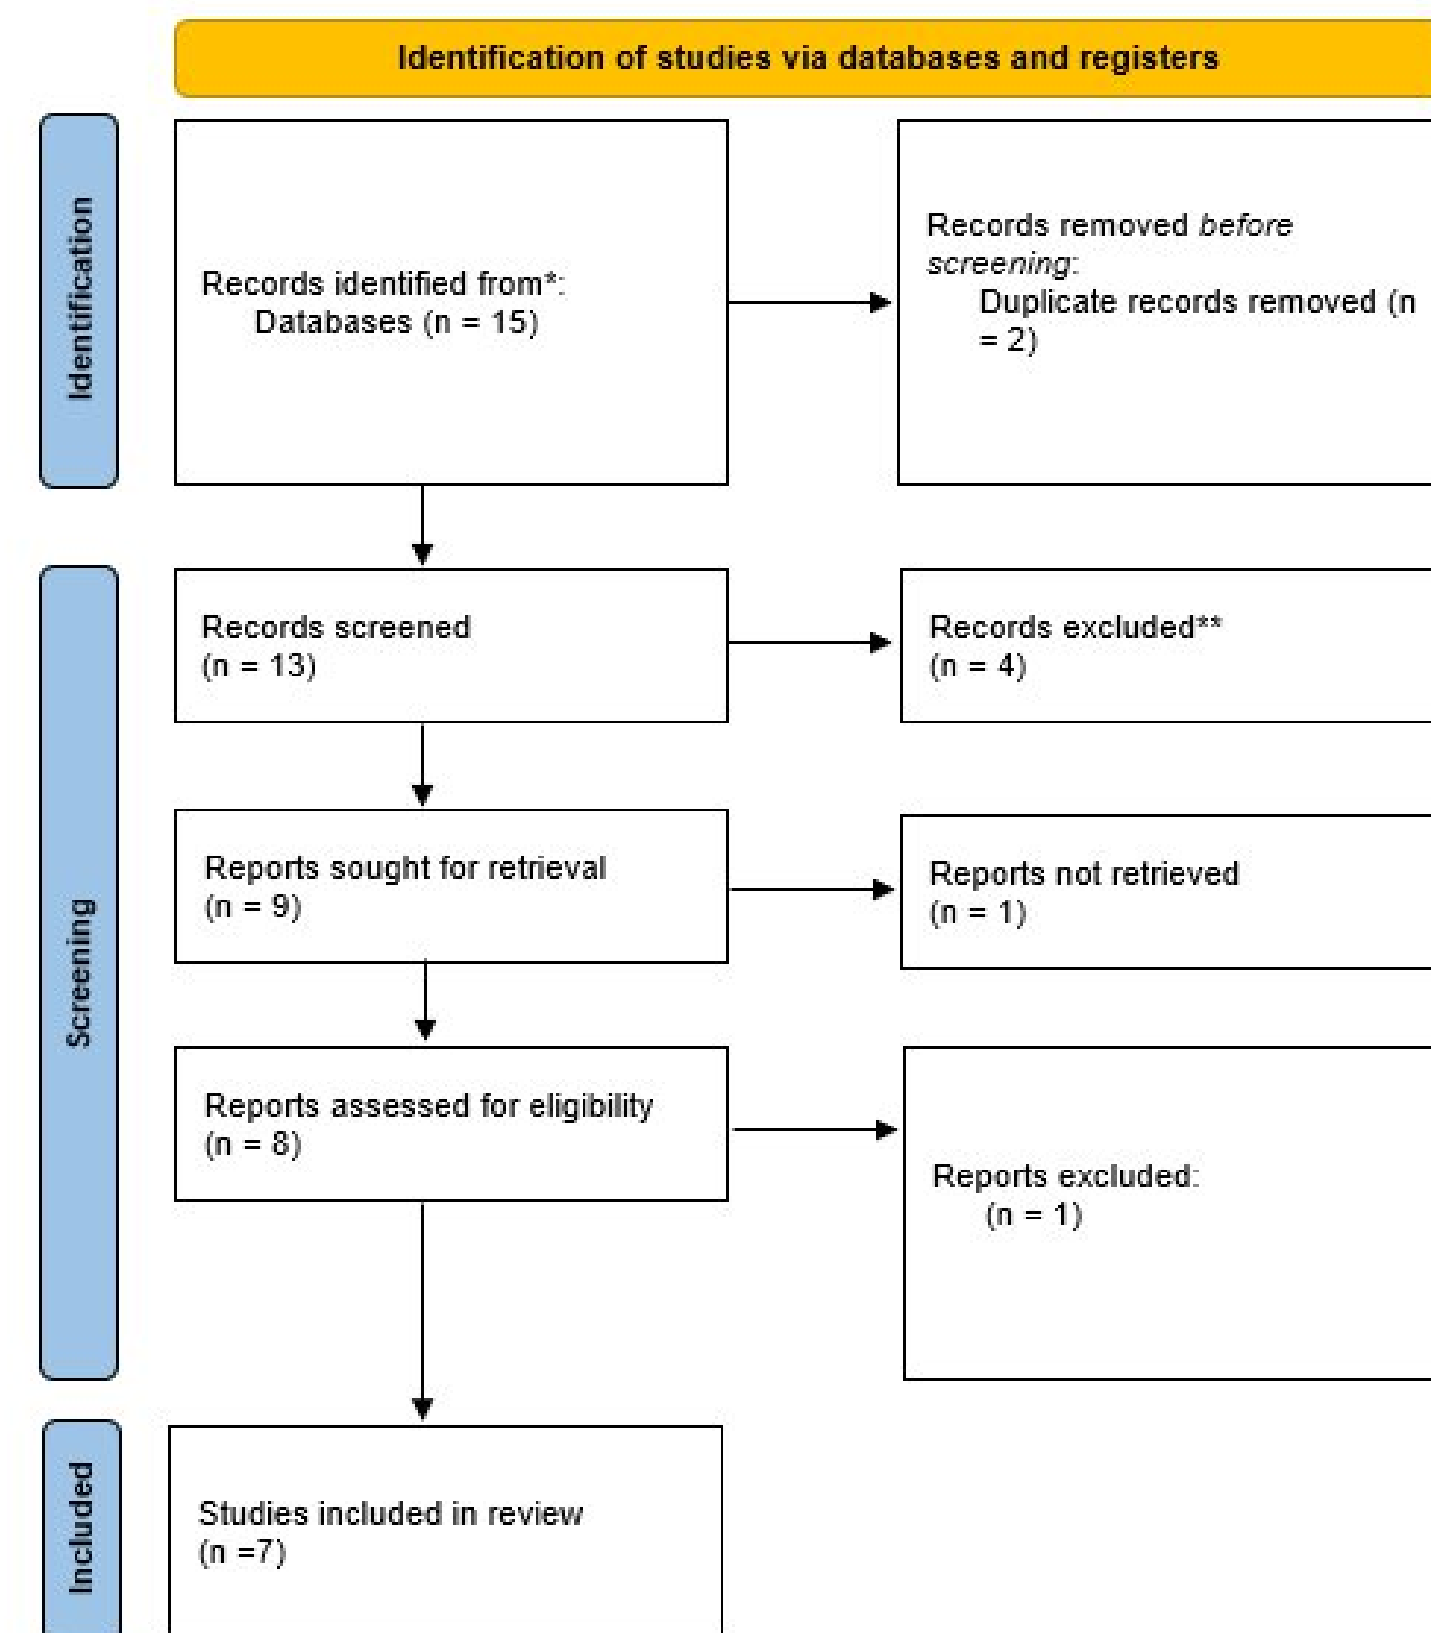 Identification of studies via databases and registers
Identification
Records identified from*:
Databases (n = 15)
Records removed before
screening:
Duplicate records removed (n
= 2)
Screening
Records screened
(n = 13)
Records excluded**
(n = 4)
Reports sought for retrieval
(n = 9)
Reports not retrieved
(n = 1)
Reports assessed for eligibility
(n = 8)
Reports excluded:
(n = 1)
Included
Studies included in review
(n =7)